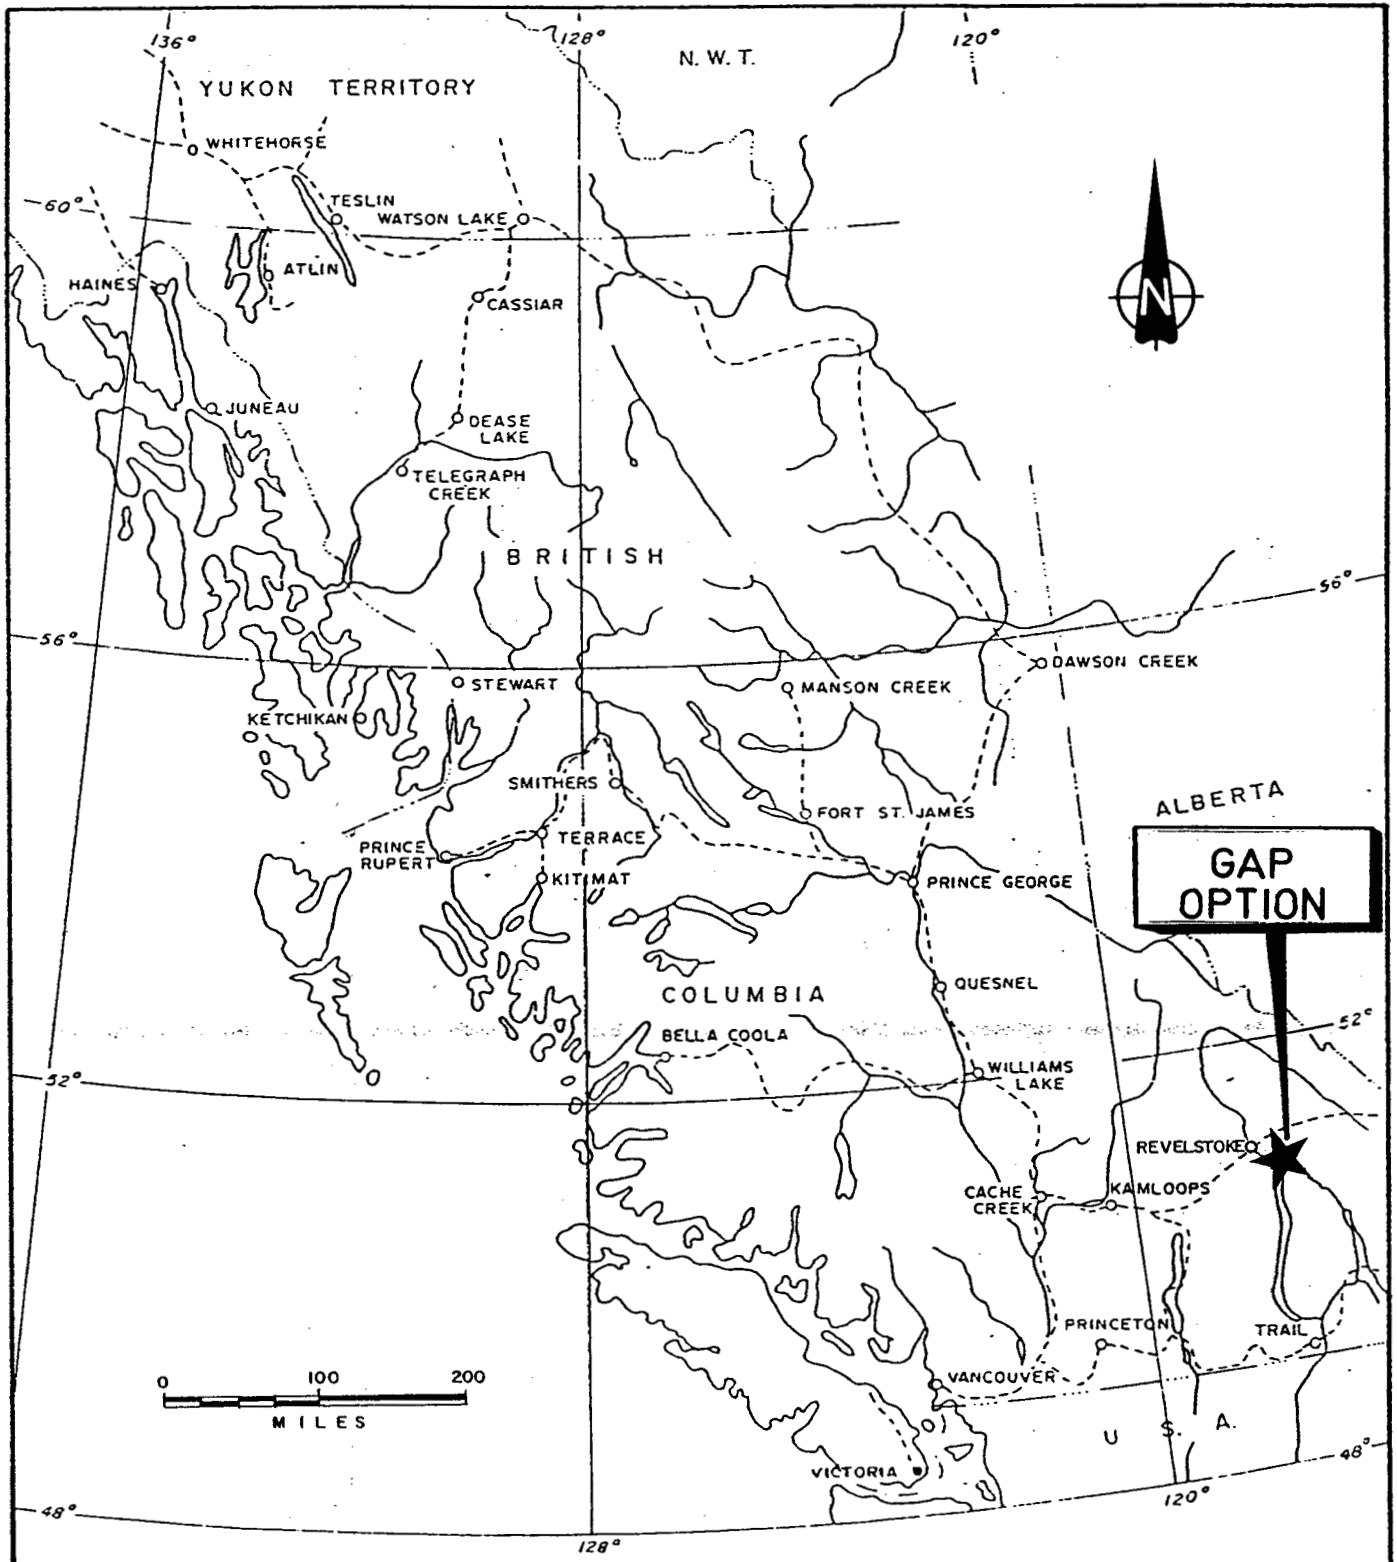 136°
128°
120°
N. W. T.
YUKON TERRITORY
WHITEHORSE
60°
TESLIN
WATSON LAKE
ATLIN
HAINES
CASSIAR
N
JUNEAU
DEASE
LAKE
TELEGRAPH
CREEK
BRITISH
56°
56°
DAWSON CREEK
STEWART
MANSON CREEK
KETCHIKAN
SMITHERS
ALBERTA
FORT ST. JAMES
TERRACE
PRINCE
RUPERT
KITIMAT
PRINCE GEORGE
GAP
OPTION
QUESNEL
COLUMBIA
52°
BELLA COOLA
WILLIAMS
LAKE
52°
REVELSTOKE
CACHE
CREEK
KAMLOOPS
PRINCETON
TRAIL
0 100 200
MILES
VANCOUVER
U. S. A.
VICTORIA
48°
48°
120°
128°